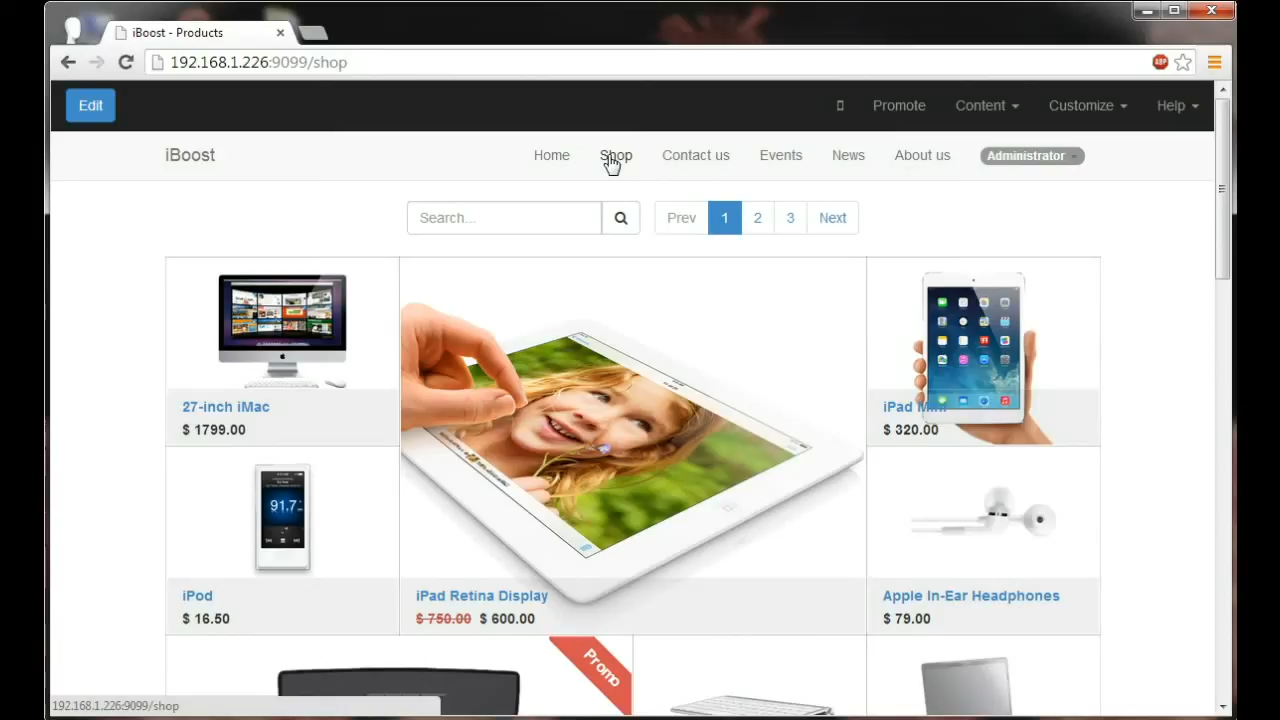 iBoost - Products
192.168.1.226:9099/shop
ABP
Edit
Promote
Content
Customize
Help
iBoost
Home
Shop
Contact us
Events
News
About us
Administrator
Search...
Prev
1
2
3
Next
27-inch iMac
$ 1799.00
iPad Mini
$ 320.00
91.7
iPod
$ 16.50
iPad Retina Display
$ 750.00 $ 600.00
Apple In-Ear Headphones
$ 79.00
Promo
192.168.1.226:9099/shop